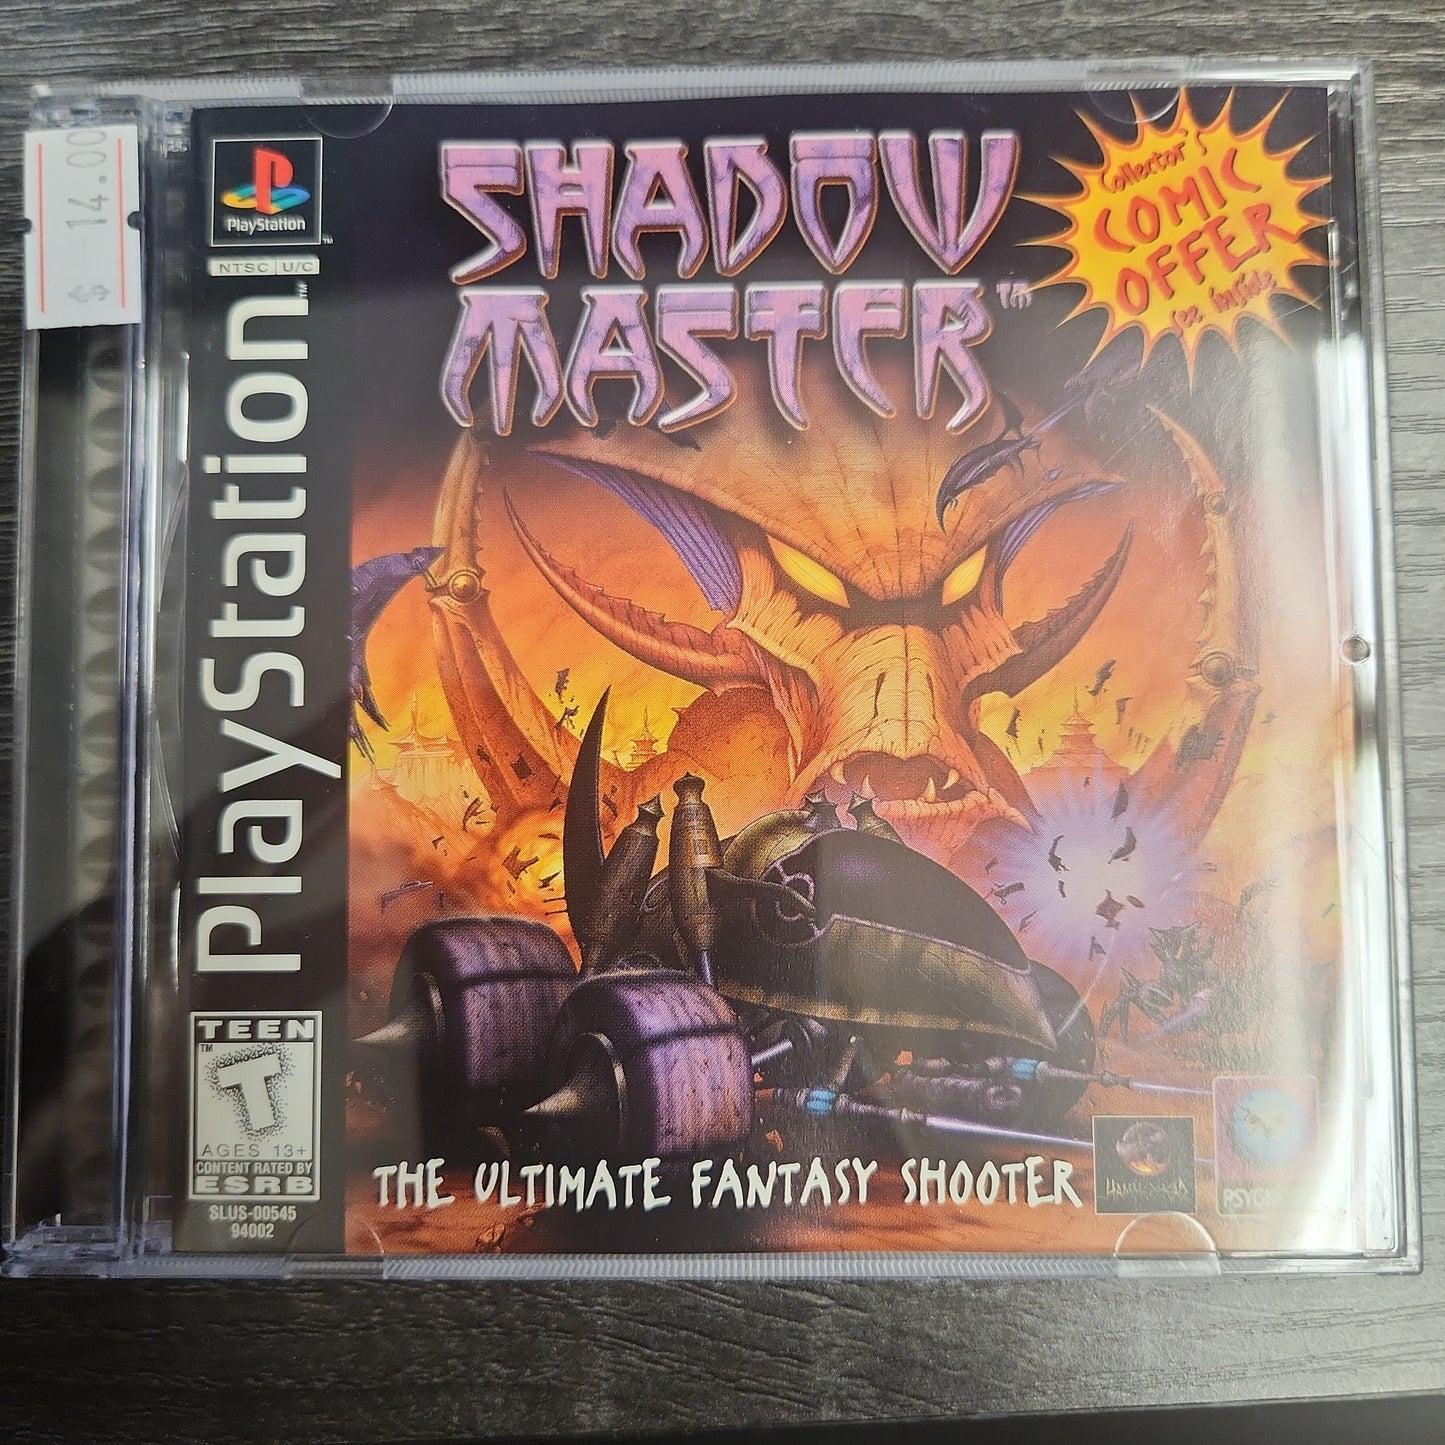 $ 14.00
PlayStation
NTSC U/C
PlayStation
SHADOW
MASTER™
Collector's
COMIC
OFFER
See inside
TEEN
T
AGES 13+
CONTENT RATED BY
ESRB
SLUS-00545
94002
THE ULTIMATE FANTASY SHOOTER